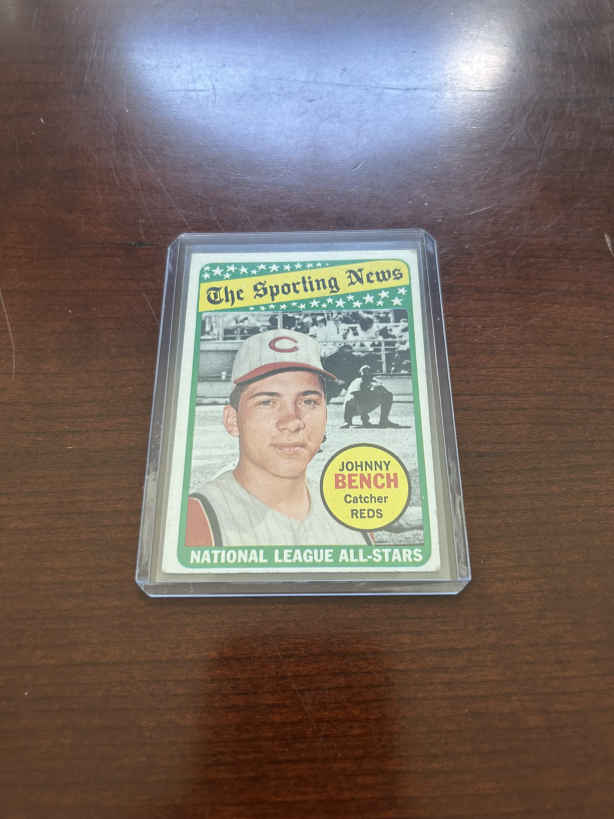 The Sporting News
C
JOHNNY
BENCH
Catcher
REDS
NATIONAL LEAGUE ALL-STARS